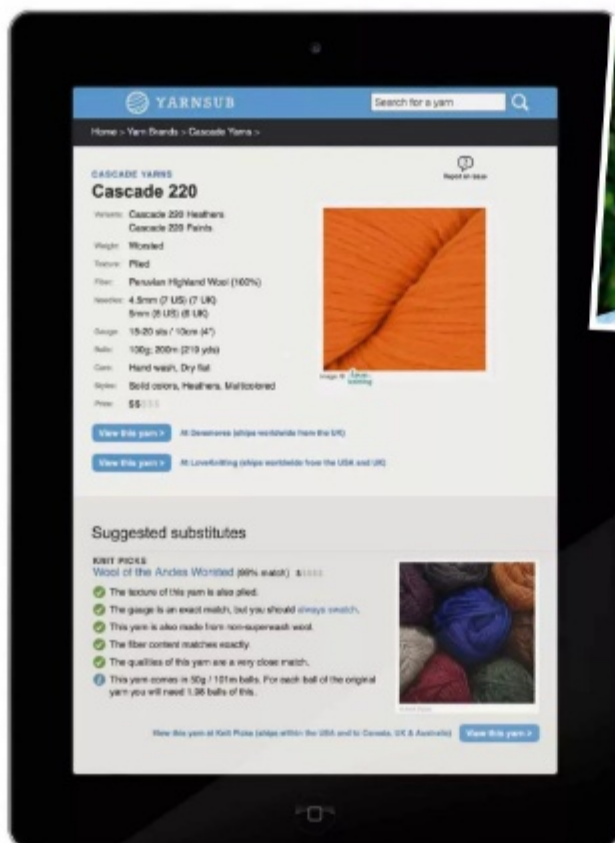 YARNSUB
Search for a yarn
Home > Yarn Brands > Cascade Yarns >
CASCADE YARNS
Cascade 220
Report an issue
Variants: Cascade 220 Heathers
Cascade 220 Paints
Weight: Worsted
Texture: Plied
Fiber: Peruvian Highland Wool (100%)
Needles: 4.5mm (7 US) (7 UK)
5mm (8 US) (6 UK)
Gauge: 18-20 sts / 10cm (4")
Balls: 100g; 200m (219 yds)
Care: Hand wash, Dry flat
Styles: Solid colors, Heathers, Multicolored
Price: $$$$$
Image ©
View this yarn >
At Deramores (ships worldwide from the UK)
View this yarn >
At LoveKnitting (ships worldwide from the USA and UK)
Suggested substitutes
KNIT PICKS
Wool of the Andes Worsted (99% match) $$$$$
The texture of this yarn is also plied.
The gauge is an exact match, but you should always swatch.
This yarn is also made from non-superwash wool.
The fiber content matches exactly.
The qualities of this yarn are a very close match.
This yarn comes in 50g / 101m balls. For each ball of the original
yarn you will need 1.98 balls of this.
View this yarn at Knit Picks (ships within the USA and to Canada, UK & Australia)
View this yarn >